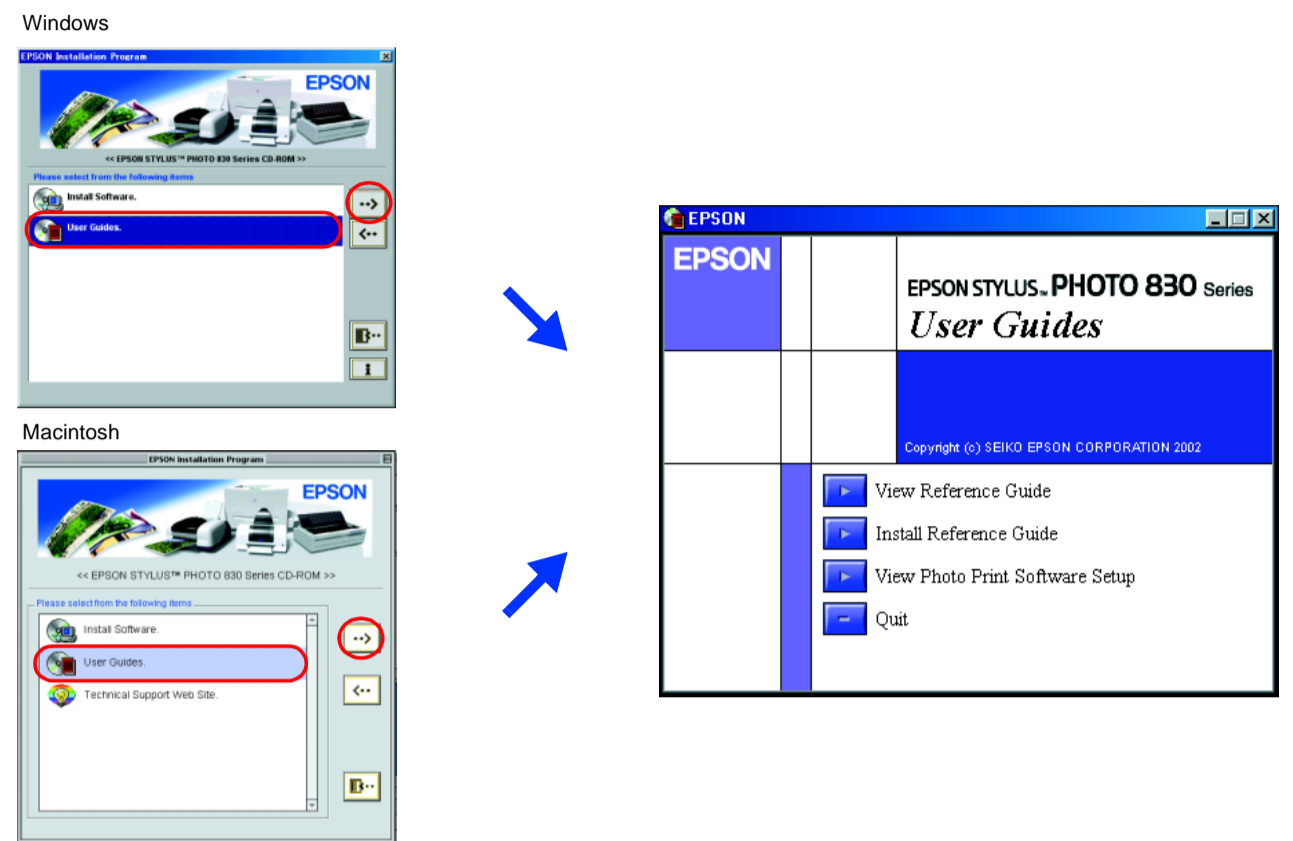 Windows
EPSON Installation Program
EPSON
<< EPSON STYLUS™ PHOTO 830 Series CD-ROM >>
Please select from the following items
Install Software.
User Guides.
Macintosh
EPSON Installation Program
EPSON
<< EPSON STYLUS™ PHOTO 830 Series CD-ROM >>
Please select from the following items
Install Software.
User Guides.
Technical Support Web Site.
EPSON
EPSON
EPSON STYLUS™ PHOTO 830 Series
User Guides
Copyright (c) SEIKO EPSON CORPORATION 2002
View Reference Guide
Install Reference Guide
View Photo Print Software Setup
Quit